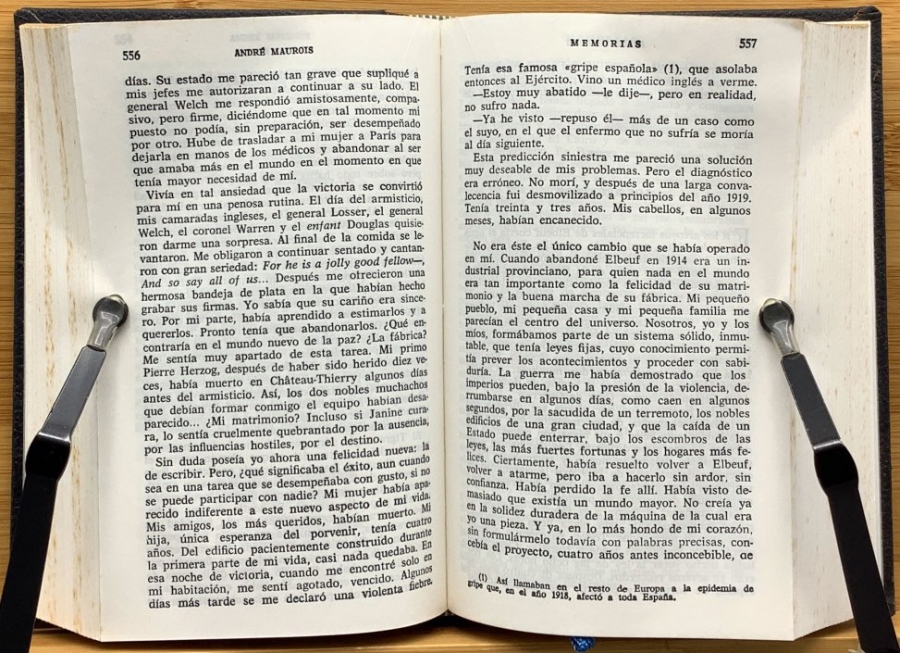 556
ANDRÉ MAUROIS
días. Su estado me pareció tan grave que supliqué a
mis jefes me autorizaran a continuar a su lado. El
general Welch me respondió amistosamente, compa-
sivo, pero firme, diciéndome que en tal momento mi
puesto no podía, sin preparación, ser desempeñado
por otro. Hube de trasladar a mi mujer a París para
dejarla en manos de los médicos y abandonar al ser
que amaba más en el mundo en el momento en que
tenía mayor necesidad de mí.
Vivía en tal ansiedad que la victoria se convirtió
para mí en una penosa rutina. El día del armisticio,
mis camaradas ingleses, el general Losser, el general
Welch, el coronel Warren y el enfant Douglas quisie-
ron darme una sorpresa. Al final de la comida se le-
vantaron. Me obligaron a continuar sentado y cantan-
ron con gran seriedad: For he is a jolly good fellow—,
And so say all of us... Después me ofrecieron una
hermosa bandeja de plata en la que habían hecho
grabar sus firmas. Yo sabía que su cariño era since-
ro. Por mi parte, había aprendido a estimarlos y a
quererlos. Pronto tenía que abandonarlos. ¿Qué en-
contraría en el mundo nuevo de la paz? ¿La fábrica?
Me sentía muy apartado de esta tarea. Mi primo
Pierre Herzog, después de haber sido herido diez ve-
ces, había muerto en Château-Thierry algunos días
antes del armisticio. Así, los dos nobles muchachos
que debían formar conmigo el equipo habían desa-
parecido... ¿Mi matrimonio? Incluso si Janine cura-
ra, lo sentía cruelmente quebrantado por la ausencia,
por las influencias hostiles, por el destino.
Sin duda poseía yo ahora una felicidad nueva: la
de escribir. Pero, ¿qué significaba el éxito, aun cuando
sea en una tarea que se desempeñaba con gusto, si no
se puede participar con nadie? Mi mujer había apa-
recido indiferente a este nuevo aspecto de mi vida.
Mis amigos, los más queridos, habían muerto. Mi
hija, única esperanza del porvenir, tenía cuatro
años. Del edificio pacientemente construido durante
la primera parte de mi vida, casi nada quedaba. En
esa noche de victoria, cuando me encontré solo en
mi habitación, me sentí agotado, vencido. Algunos
días más tarde se me declaró una violenta fiebre.
MEMORIAS
557
Tenía esa famosa «gripe española» (1), que asolaba
entonces al Ejército. Vino un médico inglés a verme.
—Estoy muy abatido —le dije—, pero en realidad,
no sufro nada.
—Ya he visto —repuso él— más de un caso como
el suyo, en el que el enfermo que no sufría se moría
al día siguiente.
Esta predicción siniestra me pareció una solución
muy deseable de mis problemas. Pero el diagnóstico
era erróneo. No morí, y después de una larga conva-
lecencia fui desmovilizado a principios del año 1919.
Tenía treinta y tres años. Mis cabellos, en algunos
meses, habían encanecido.
No era éste el único cambio que se había operado
en mí. Cuando abandoné Elbeuf en 1914 era un in-
dustrial provinciano, para quien nada en el mundo
era tan importante como la felicidad de su matri-
monio y la buena marcha de su fábrica. Mi pequeño
pueblo, mi pequeña casa y mi pequeña familia me
parecían el centro del universo. Nosotros, yo y los
míos, formábamos parte de un sistema sólido, inmu-
table, que tenía leyes fijas, cuyo conocimiento permi-
tía prever los acontecimientos y proceder con sabi-
duría. La guerra me había demostrado que los
imperios pueden, bajo la presión de la violencia, de-
rrumbarse en algunos días, como caen en algunos
segundos, por la sacudida de un terremoto, los nobles
edificios de una gran ciudad, y que la caída de un
Estado puede enterrar, bajo los escombros de las
leyes, las más fuertes fortunas y los hogares más fe-
lices. Ciertamente, había resuelto volver a Elbeuf,
volver a atarme, pero iba a hacerlo sin ardor, sin
confianza. Había perdido la fe allí. Había visto de-
masiado que existía un mundo mayor. No creía ya
en la solidez duradera de la máquina de la cual era
yo una pieza. Y ya, en lo más hondo de mi corazón,
sin formulármelo todavía con palabras precisas, con-
cebía el proyecto, cuatro años antes inconcebible, de
(1) Así llamaban en el resto de Europa a la epidemia de
gripe que, en el año 1918, afectó a toda España.